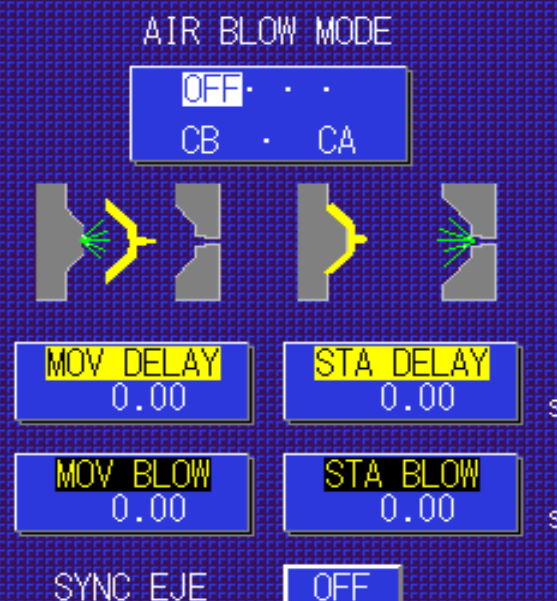 AIR BLOW MODE
OFF· · ·
CB · CA
MOV DELAY STA DELAY
0.00 0.00
MOV BLOW STA BLOW
0.00 0.00
SYNC EJE OFF